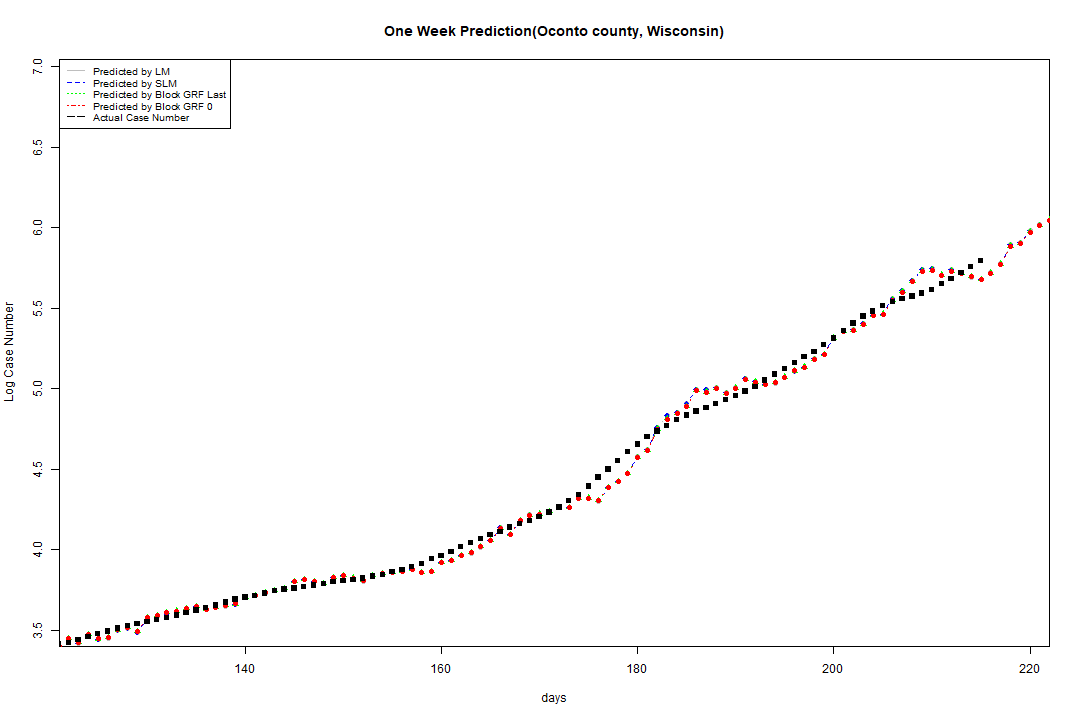 One Week Prediction(Oconto county, Wisconsin)
Predicted by LM
Predicted by SLM
Predicted by Block GRF Last
Predicted by Block GRF 0
Actual Case Number
7.0
6.5
6.0
5.5
5.0
4.5
4.0
3.5
Log Case Number
140 160 180 200 220
days